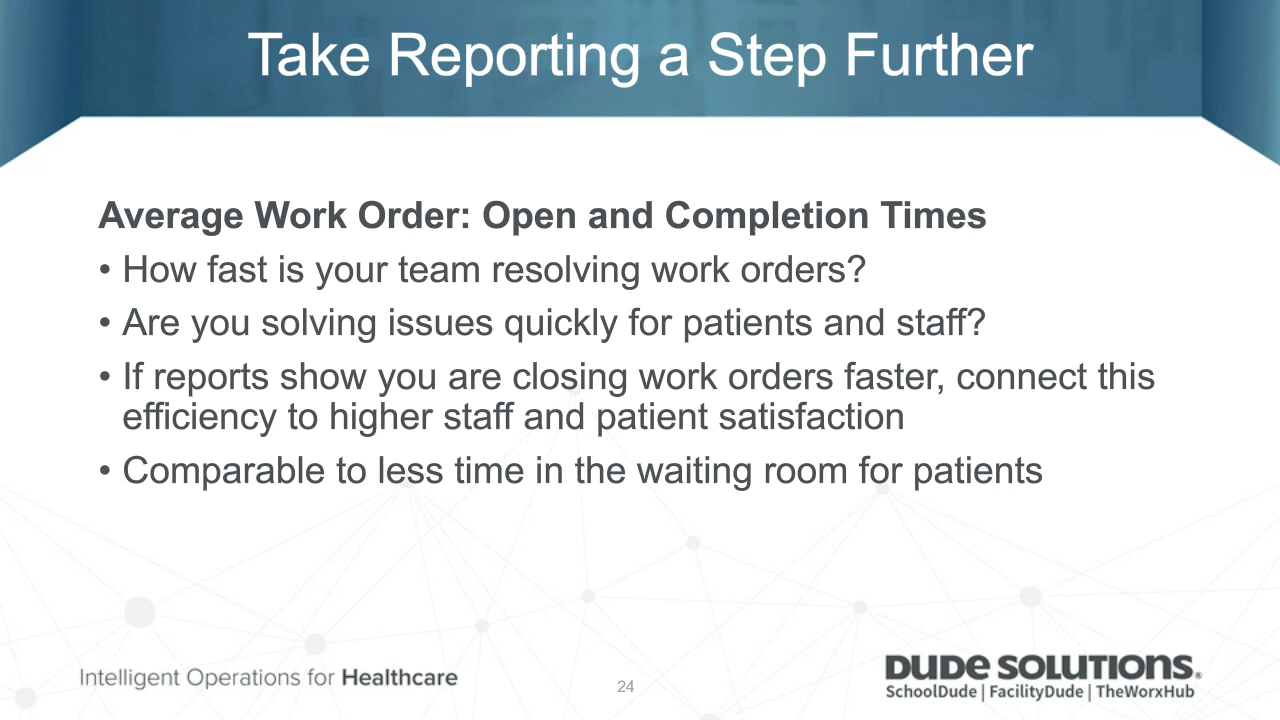 Take Reporting a Step Further
Average Work Order: Open and Completion Times
• How fast is your team resolving work orders?
• Are you solving issues quickly for patients and staff?
• If reports show you are closing work orders faster, connect this
efficiency to higher staff and patient satisfaction
• Comparable to less time in the waiting room for patients
Intelligent Operations for Healthcare
24
DUDE SOLUTIONS®
SchoolDude | FacilityDude | TheWorxHub